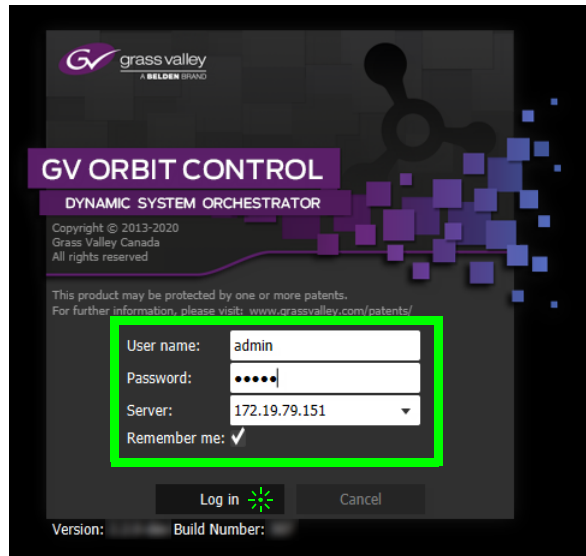 GV grass valley
A BELDEN BRAND
GV ORBIT CONTROL
DYNAMIC SYSTEM ORCHESTRATOR
Copyright © 2013-2020
Grass Valley Canada
All rights reserved
This product may be protected by one or more patents.
For further information, please visit: www.grassvalley.com/patents/
User name: admin
Password: •••••
Server: 172.19.79.151
Remember me:
Log in Cancel
Version: Build Number: